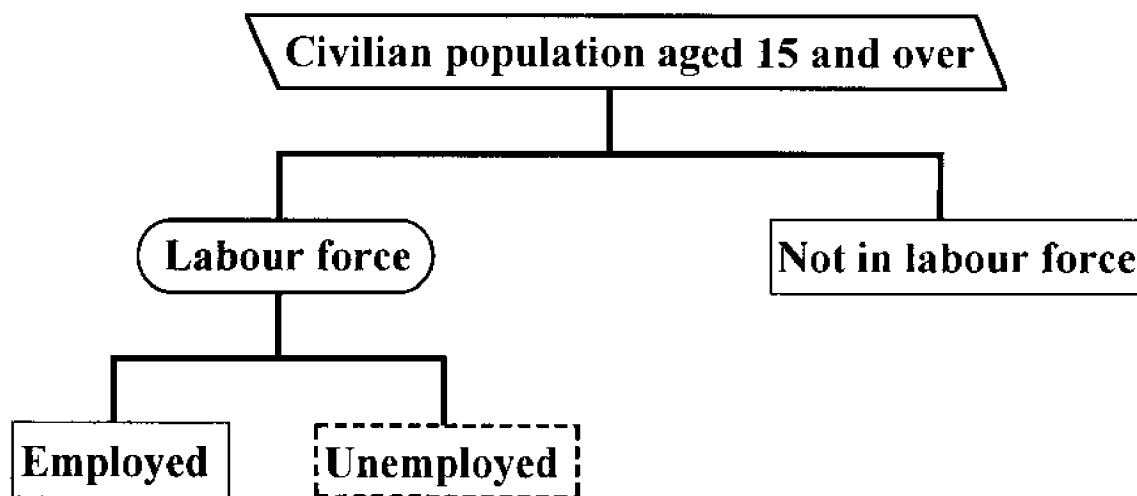 Civilian population aged 15 and over
Labour force
Not in labour force
Employed
Unemployed